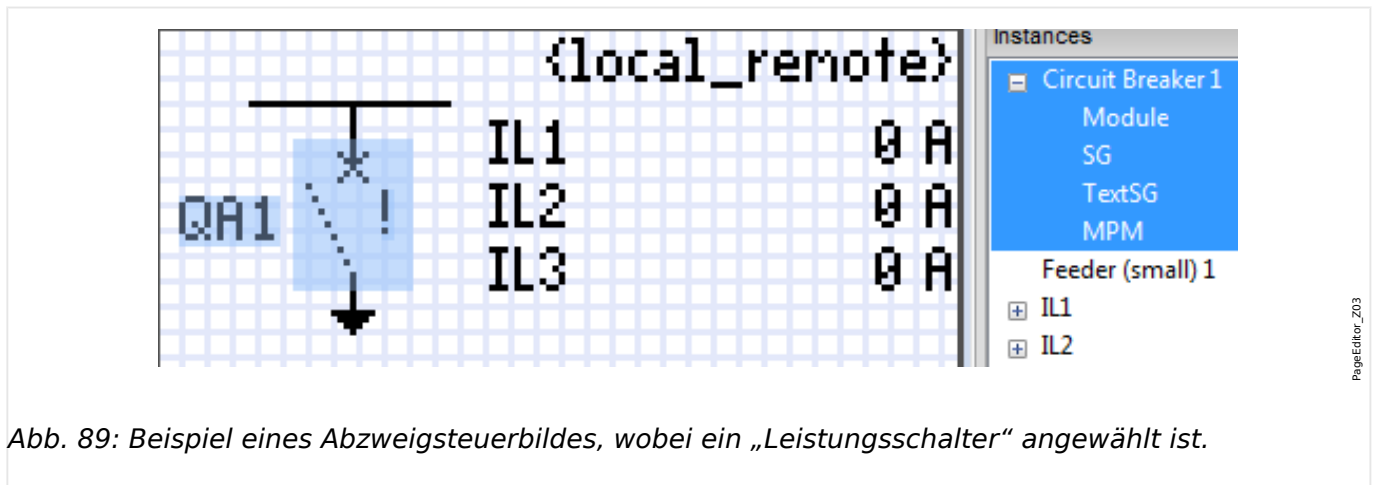 {local_remote}
IL1 0 A
QA1 ! IL2 0 A
IL3 0 A
Instances
Circuit Breaker 1
Module
SG
TextSG
MPM
Feeder (small) 1
IL1
IL2
PageEditor_Z03
Abb. 89: Beispiel eines Abzweigsteuerbildes, wobei ein „Leistungsschalter“ angewählt ist.